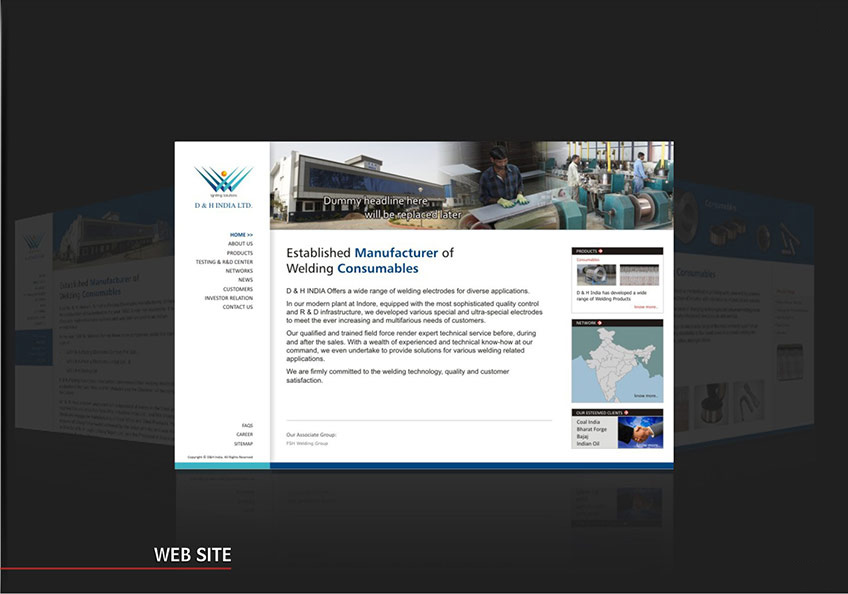 Igniting Solutions
D & H INDIA LTD.
HOME >>
ABOUT US
PRODUCTS
TESTING & R&D CENTER
NETWORKS
NEWS
CUSTOMERS
INVESTOR RELATION
CONTACT US
FAQS
CAREER
SITEMAP
Copyright © D&H India. All Rights Reserved
Dummy headline here,
will be replaced later
Established Manufacturer of
Welding Consumables
D & H INDIA Offers a wide range of welding electrodes for diverse applications.
In our modern plant at Indore, equipped with the most sophisticated quality control
and R & D infrastructure, we developed various special and ultra-special electrodes
to meet the ever increasing and multifarious needs of customers.
Our qualified and trained field force render expert technical service before, during
and after the sales. With a wealth of experienced and technical know-how at our
command, we even undertake to provide solutions for various welding related
applications.
We are firmly committed to the welding technology, quality and customer
satisfaction.
Our Associate Group:
FSH Welding Group
PRODUCTS
Consumables
D & H India has developed a wide
range of Welding Products
know more..
NETWORK
know more..
OUR ESTEEMED CLIENTS
Coal India
Bharat Forge
Bajaj
Indian Oil
know more..
Established Manufacturer of
Welding Consumables
Consumables
WEB SITE